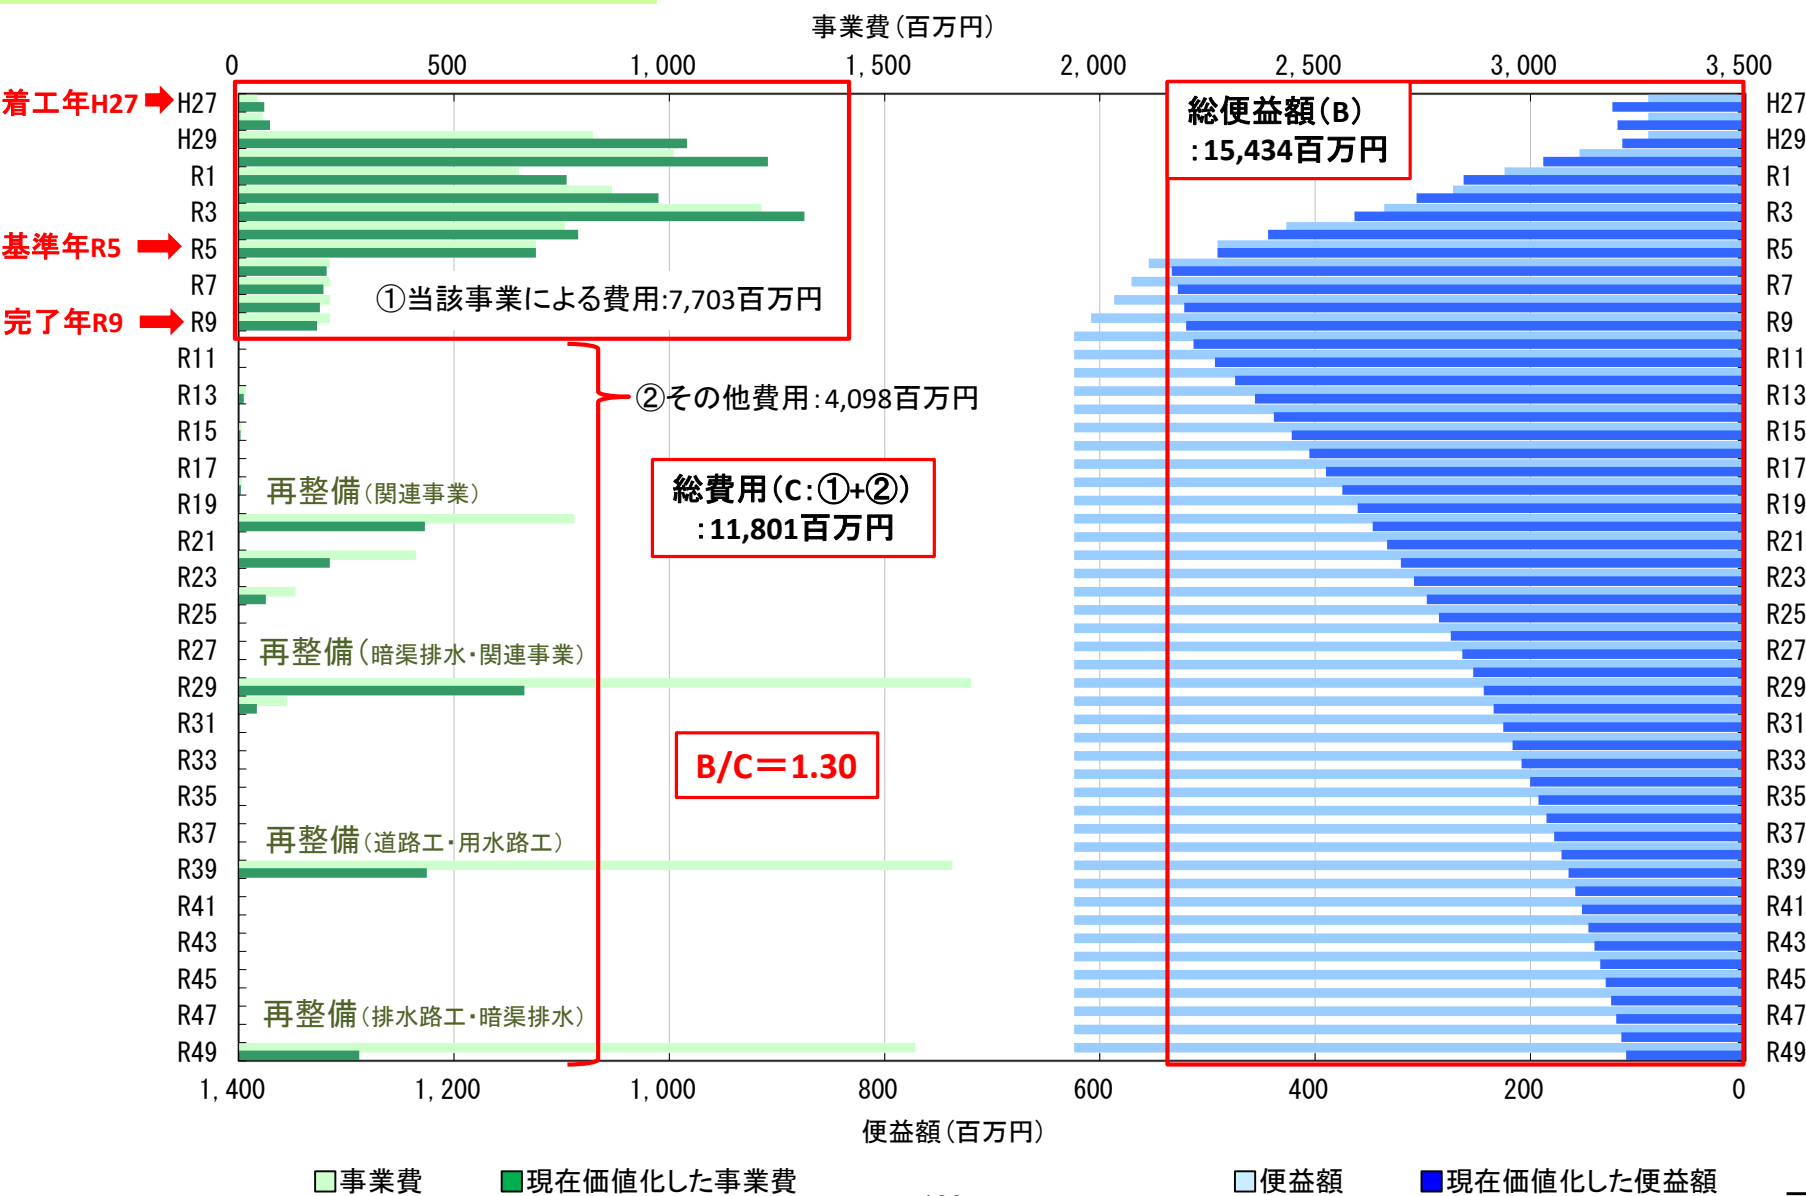 事業費(百万円)
0 500 1,000 1,500 2,000 2,500 3,000 3,500
着工年H27
基準年R5
完了年R9
H27
H29
R1
R3
R5
R7
R9
R11
R13
R15
R17
R19
R21
R23
R25
R27
R29
R31
R33
R35
R37
R39
R41
R43
R45
R47
R49
①当該事業による費用:7,703百万円
②その他費用:4,098百万円
総費用(C:①+②)
:11,801百万円
B/C=1.30
再整備(関連事業)
再整備(暗渠排水・関連事業)
再整備(道路工・用水路工)
再整備(排水路工・暗渠排水)
総便益額(B)
:15,434百万円
H27
H29
R1
R3
R5
R7
R9
R11
R13
R15
R17
R19
R21
R23
R25
R27
R29
R31
R33
R35
R37
R39
R41
R43
R45
R47
R49
1,400 1,200 1,000 800 600 400 200 0
便益額(百万円)
事業費 現在価値化した事業費 便益額 現在価値化した便益額